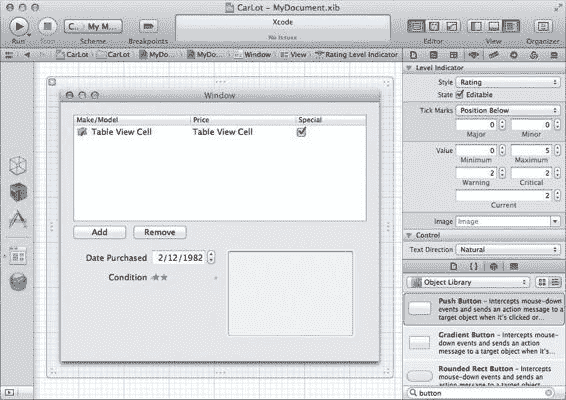 CarLot – MyDocument.xib
Run
Stop
C... My M...
Scheme
Breakpoints
Xcode
No Issues
Editor
View
Organizer
CarLot
CarLot
MyDo...
MyDo...
Window
View
Rating Level Indicator
Window
Make/Model
Price
Special
Table View Cell
Table View Cell
Add
Remove
Date Purchased
2/12/1982
Condition
Level Indicator
Style
Rating
State
Editable
Tick Marks
Position Below
0
0
Major
Minor
Value
0
5
Minimum
Maximum
2
2
Warning
Critical
2
Current
Image
Image
Control
Text Direction
Natural
Object Library
Push Button – Intercepts mouse-down
events and sends an action message to a
target object when it's clicked or...
Gradient Button – Intercepts mouse-
down events and sends an action
message to a target object when it's...
Rounded Rect Button – Intercepts
mouse-down events and sends an
action message to a target object
button